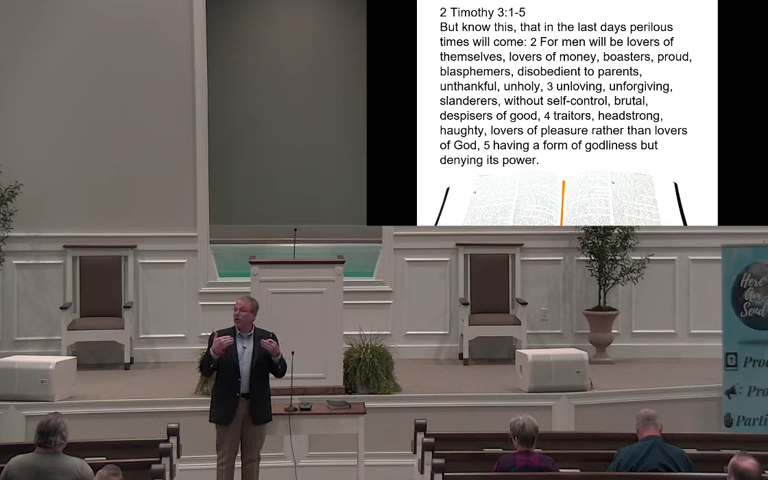 2 Timothy 3:1-5
But know this, that in the last days perilous
times will come: 2 For men will be lovers of
themselves, lovers of money, boasters, proud,
blasphemers, disobedient to parents,
unthankful, unholy, 3 unloving, unforgiving,
slanderers, without self-control, brutal,
despisers of good, 4 traitors, headstrong,
haughty, lovers of pleasure rather than lovers
of God, 5 having a form of godliness but
denying its power.
Here
Am
Send